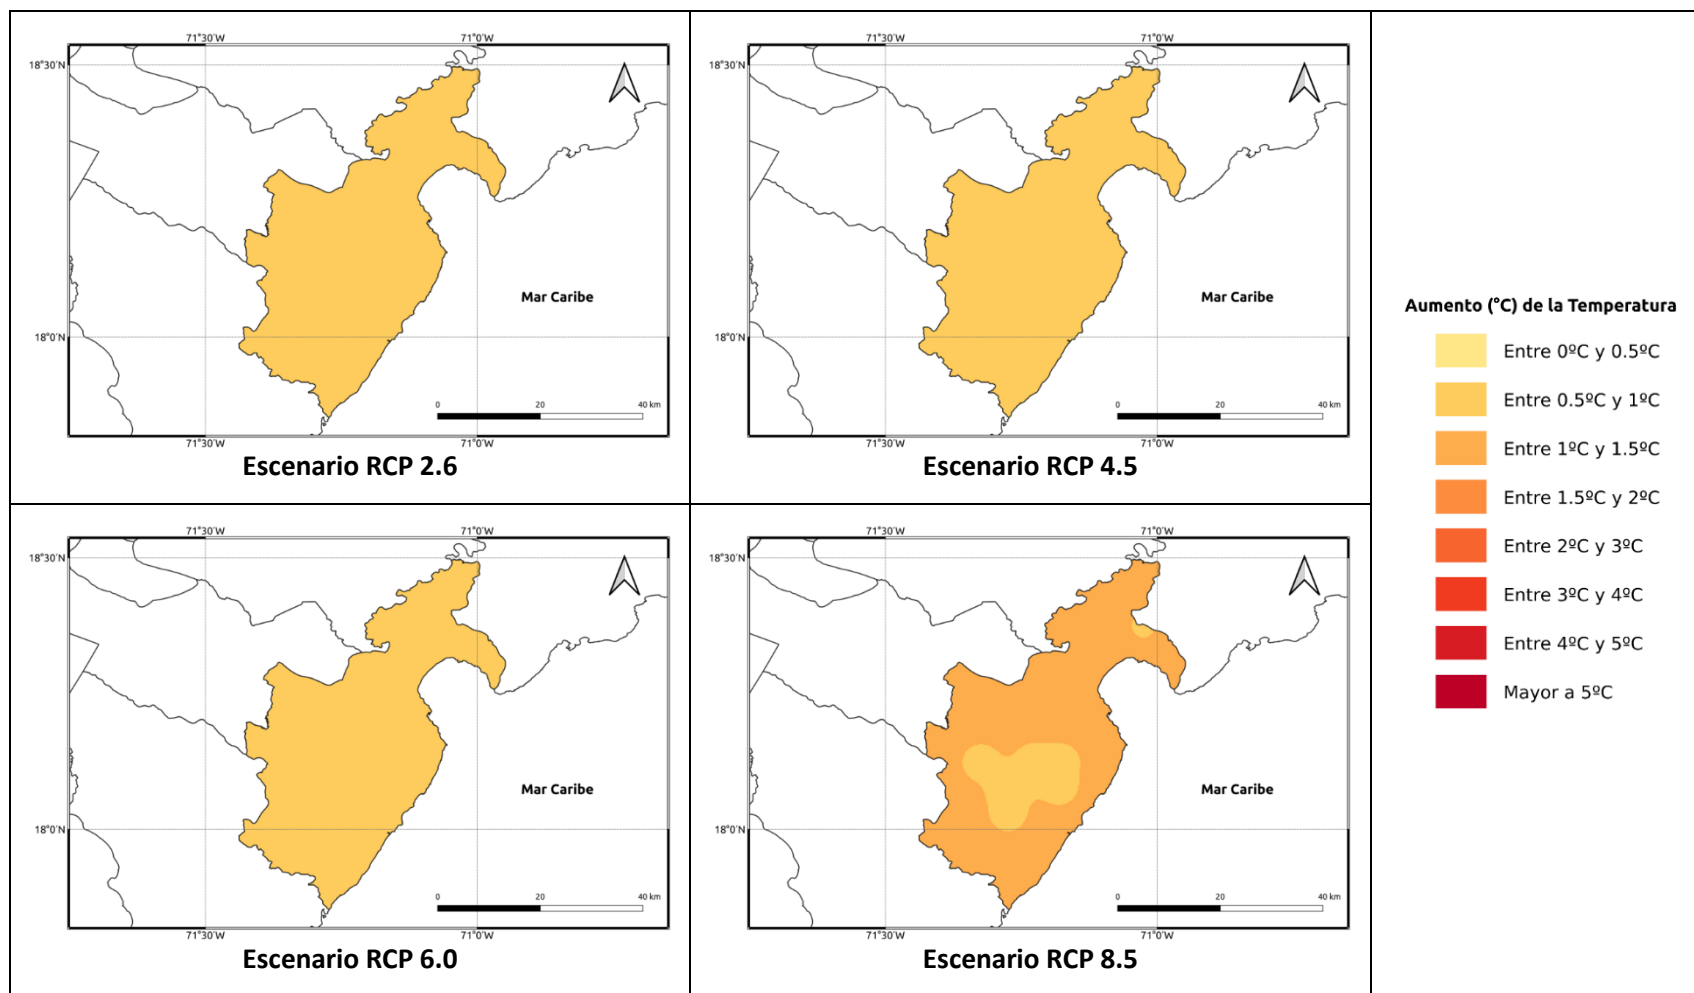 71°30'W
71°0'W
18°30'N
Mar Caribe
18°0'N
0
20
40 km
71°30'W
71°0'W
Escenario RCP 2.6
71°30'W
71°0'W
18°30'N
Mar Caribe
18°0'N
0
20
40 km
71°30'W
71°0'W
Escenario RCP 4.5
71°30'W
71°0'W
18°30'N
Mar Caribe
18°0'N
0
20
40 km
71°30'W
71°0'W
Escenario RCP 6.0
71°30'W
71°0'W
18°30'N
Mar Caribe
18°0'N
0
20
40 km
71°30'W
71°0'W
Escenario RCP 8.5
Aumento (°C) de la Temperatura
Entre 0ºC y 0.5ºC
Entre 0.5ºC y 1ºC
Entre 1ºC y 1.5ºC
Entre 1.5ºC y 2ºC
Entre 2ºC y 3ºC
Entre 3ºC y 4ºC
Entre 4ºC y 5ºC
Mayor a 5ºC